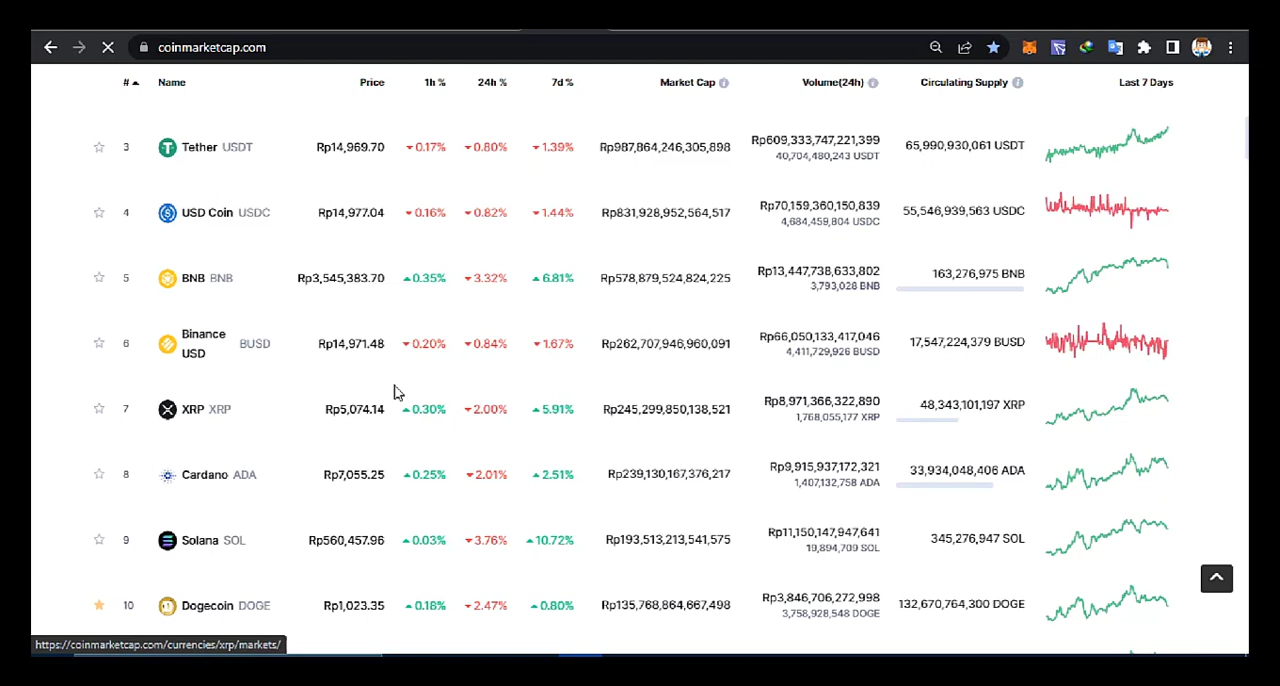 coinmarketcap.com
# Name Price 1h % 24h % 7d % Market Cap Volume(24h) Circulating Supply Last 7 Days
3 Tether USDT Rp14,969.70 0.17% 0.80% 1.39% Rp987,864,246,305,898 Rp609,333,747,221,399 65,990,930,061 USDT
40,704,480,243 USDT
4 USD Coin USDC Rp14,977.04 0.16% 0.82% 1.44% Rp831,928,952,564,517 Rp70,159,360,150,839 55,546,939,563 USDC
4,684,459,804 USDC
5 BNB BNB Rp3,545,383.70 0.35% 3.32% 6.81% Rp578,879,524,824,225 Rp13,447,738,633,802 163,276,975 BNB
3,793,028 BNB
6 Binance USD BUSD Rp14,971.48 0.20% 0.84% 1.67% Rp262,707,946,960,091 Rp66,050,133,417,046 17,547,224,379 BUSD
4,411,729,926 BUSD
7 XRP XRP Rp5,074.14 0.30% 2.00% 5.91% Rp245,299,850,138,521 Rp8,971,366,322,890 48,343,101,197 XRP
1,768,055,177 XRP
8 Cardano ADA Rp7,055.25 0.25% 2.01% 2.51% Rp239,130,167,376,217 Rp9,915,937,172,321 33,934,048,406 ADA
1,407,132,758 ADA
9 Solana SOL Rp560,457.96 0.03% 3.76% 10.72% Rp193,513,213,541,575 Rp11,150,147,947,641 345,276,947 SOL
19,894,709 SOL
10 Dogecoin DOGE Rp1,023.35 0.18% 2.47% 0.80% Rp135,768,864,667,498 Rp3,846,706,272,998 132,670,764,300 DOGE
3,758,928,548 DOGE
https://coinmarketcap.com/currencies/xrp/markets/